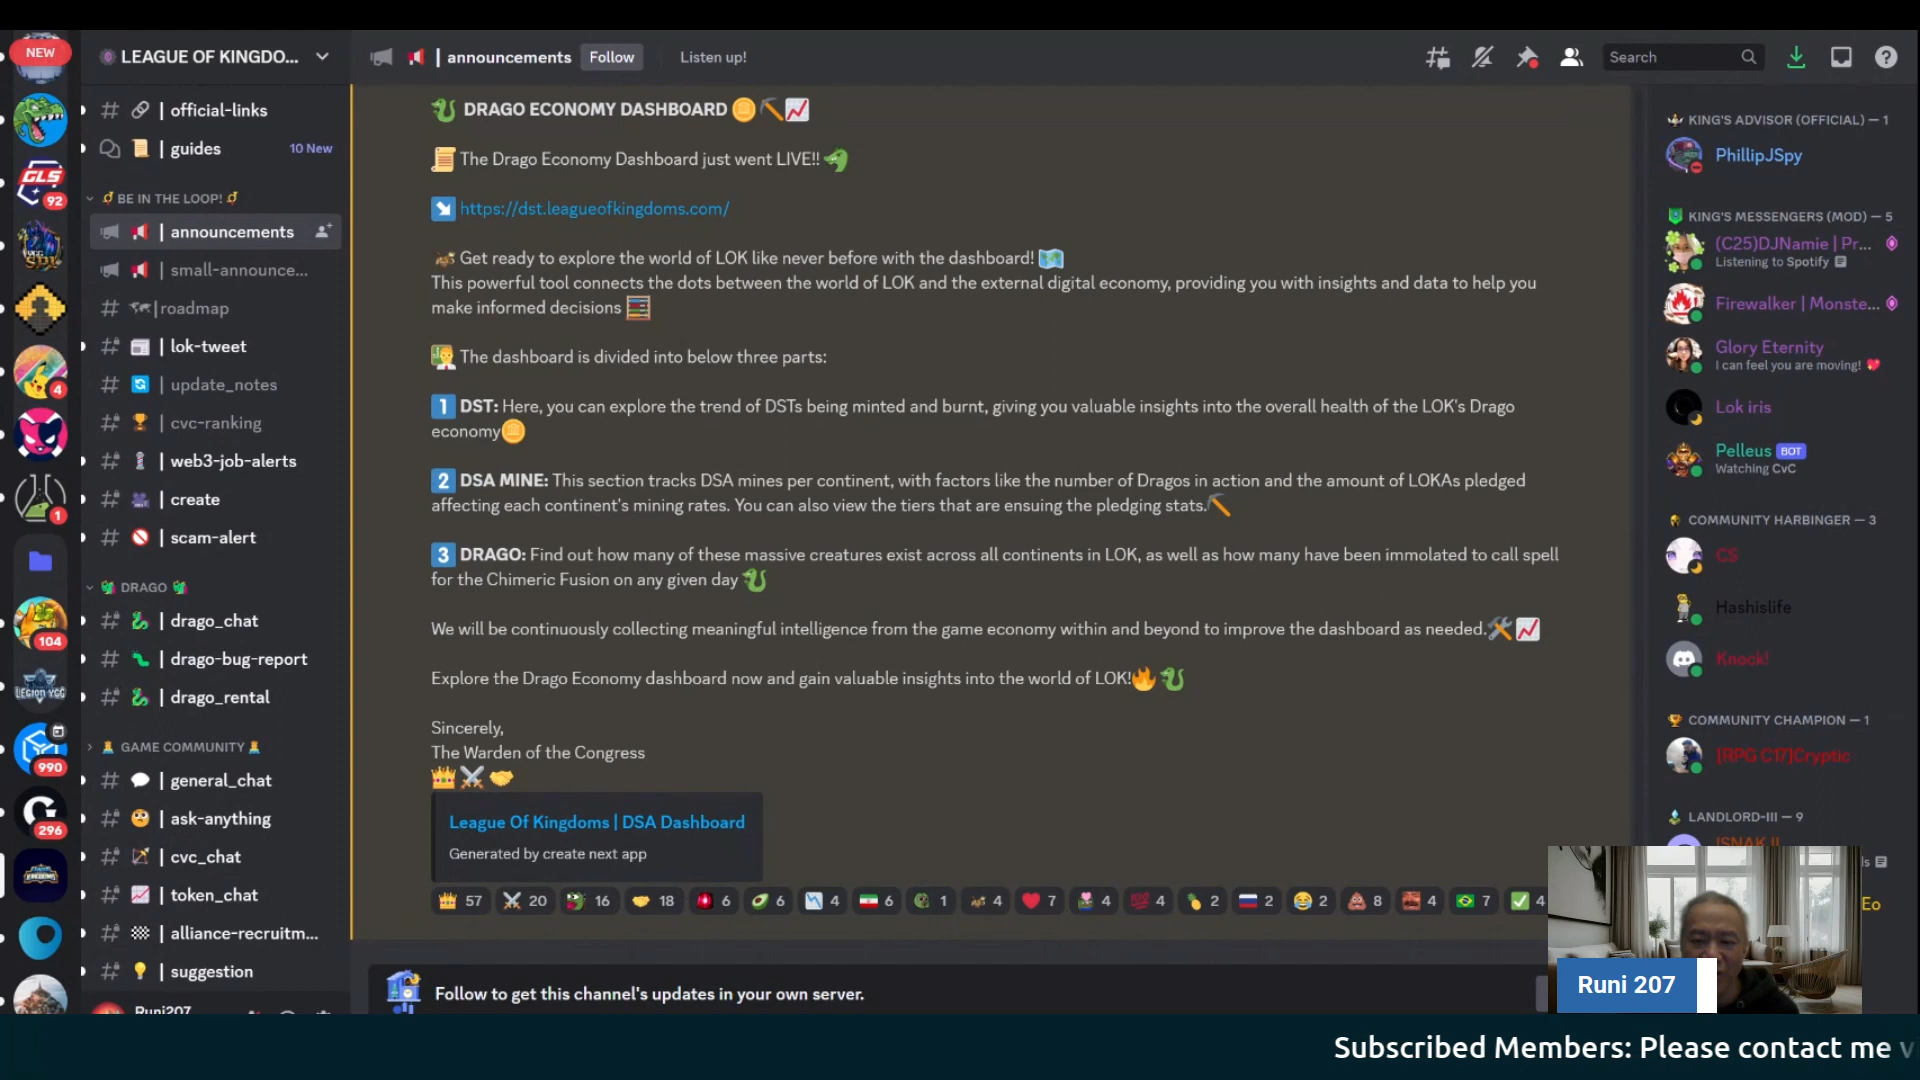 NEW
LEAGUE OF KINGDO...
| announcements
Follow
Listen up!
Search
| official-links
| guides
10 New
BE IN THE LOOP!
| announcements
| small-announce...
|roadmap
| lok-tweet
| update_notes
| cvc-ranking
| web3-job-alerts
| create
| scam-alert
DRAGO
| drago_chat
| drago-bug-report
| drago_rental
GAME COMMUNITY
| general_chat
| ask-anything
| cvc_chat
| token_chat
| alliance-recruitm...
| suggestion
Runi207
GLS
92
4
1
104
LEGION VGG
990
296
DRAGO ECONOMY DASHBOARD
The Drago Economy Dashboard just went LIVE!!
https://dst.leagueofkingdoms.com/
Get ready to explore the world of LOK like never before with the dashboard!
This powerful tool connects the dots between the world of LOK and the external digital economy, providing you with insights and data to help you
make informed decisions
The dashboard is divided into below three parts:
1 DST: Here, you can explore the trend of DSTs being minted and burnt, giving you valuable insights into the overall health of the LOK's Drago
economy
2 DSA MINE: This section tracks DSA mines per continent, with factors like the number of Dragos in action and the amount of LOKAs pledged
affecting each continent's mining rates. You can also view the tiers that are ensuing the pledging stats.
3 DRAGO: Find out how many of these massive creatures exist across all continents in LOK, as well as how many have been immolated to call spell
for the Chimeric Fusion on any given day
We will be continuously collecting meaningful intelligence from the game economy within and beyond to improve the dashboard as needed.
Explore the Drago Economy dashboard now and gain valuable insights into the world of LOK!
Sincerely,
The Warden of the Congress
League Of Kingdoms | DSA Dashboard
Generated by create next app
57 20 16 18 6 6 4 6 1 4 7 4 4 2 2 2 8 4 7 4
Follow to get this channel's updates in your own server.
KING'S ADVISOR (OFFICIAL) — 1
PhillipJSpy
KING'S MESSENGERS (MOD) — 5
(C25)DJNamie | Pr...
Listening to Spotify
Firewalker | Monste...
Glory Eternity
I can feel you are moving!
Lok iris
Pelleus BOT
Watching CvC
COMMUNITY HARBINGER — 3
CS
Hashislife
Knock!
COMMUNITY CHAMPION — 1
[RPG C17]Cryptic
LANDLORD-III — 9
Eo
Runi 207
Subscribed Members: Please contact me v